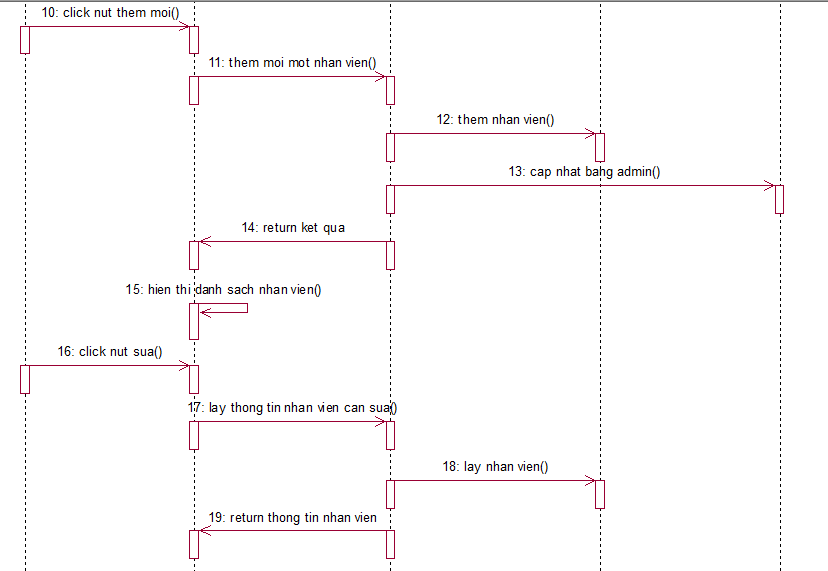 10: click nut them moi()
11: them moi mot nhan vien()
12: them nhan vien()
13: cap nhat bang admin()
14: return ket qua
15: hien thi danh sach nhan vien()
16: click nut sua()
17: lay thong tin nhan vien can sua()
18: lay nhan vien()
19: return thong tin nhan vien